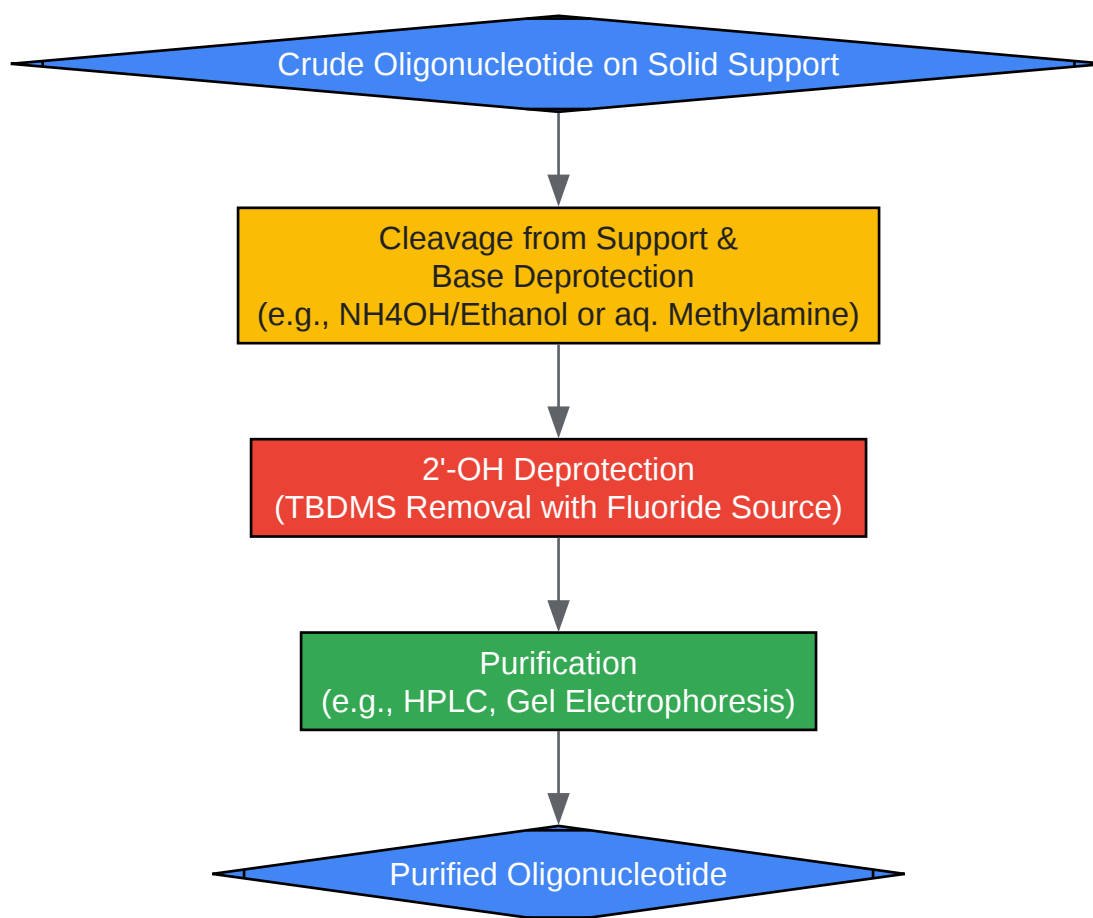 Crude Oligonucleotide on Solid Support
Cleavage from Support &
Base Deprotection
(e.g., NH4OH/Ethanol or aq. Methylamine)
2'-OH Deprotection
(TBDMS Removal with Fluoride Source)
Purification
(e.g., HPLC, Gel Electrophoresis)
Purified Oligonucleotide